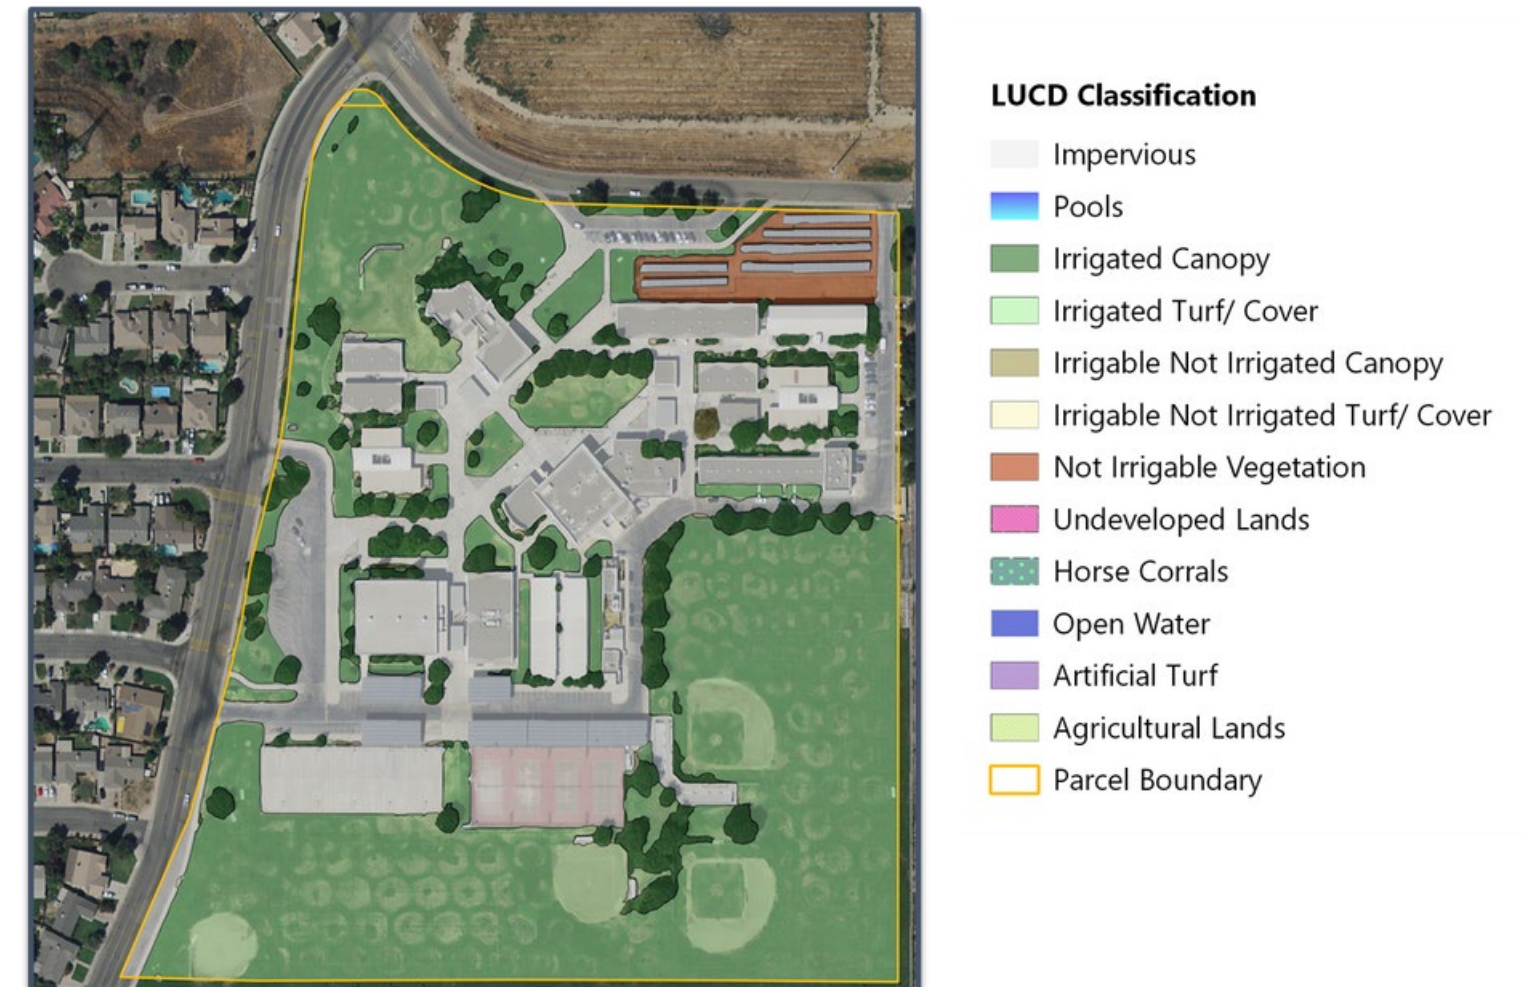 LUCD Classification
Impervious
Pools
Irrigated Canopy
Irrigated Turf/ Cover
Irrigable Not Irrigated Canopy
Irrigable Not Irrigated Turf/ Cover
Not Irrigable Vegetation
Undeveloped Lands
Horse Corrals
Open Water
Artificial Turf
Agricultural Lands
Parcel Boundary